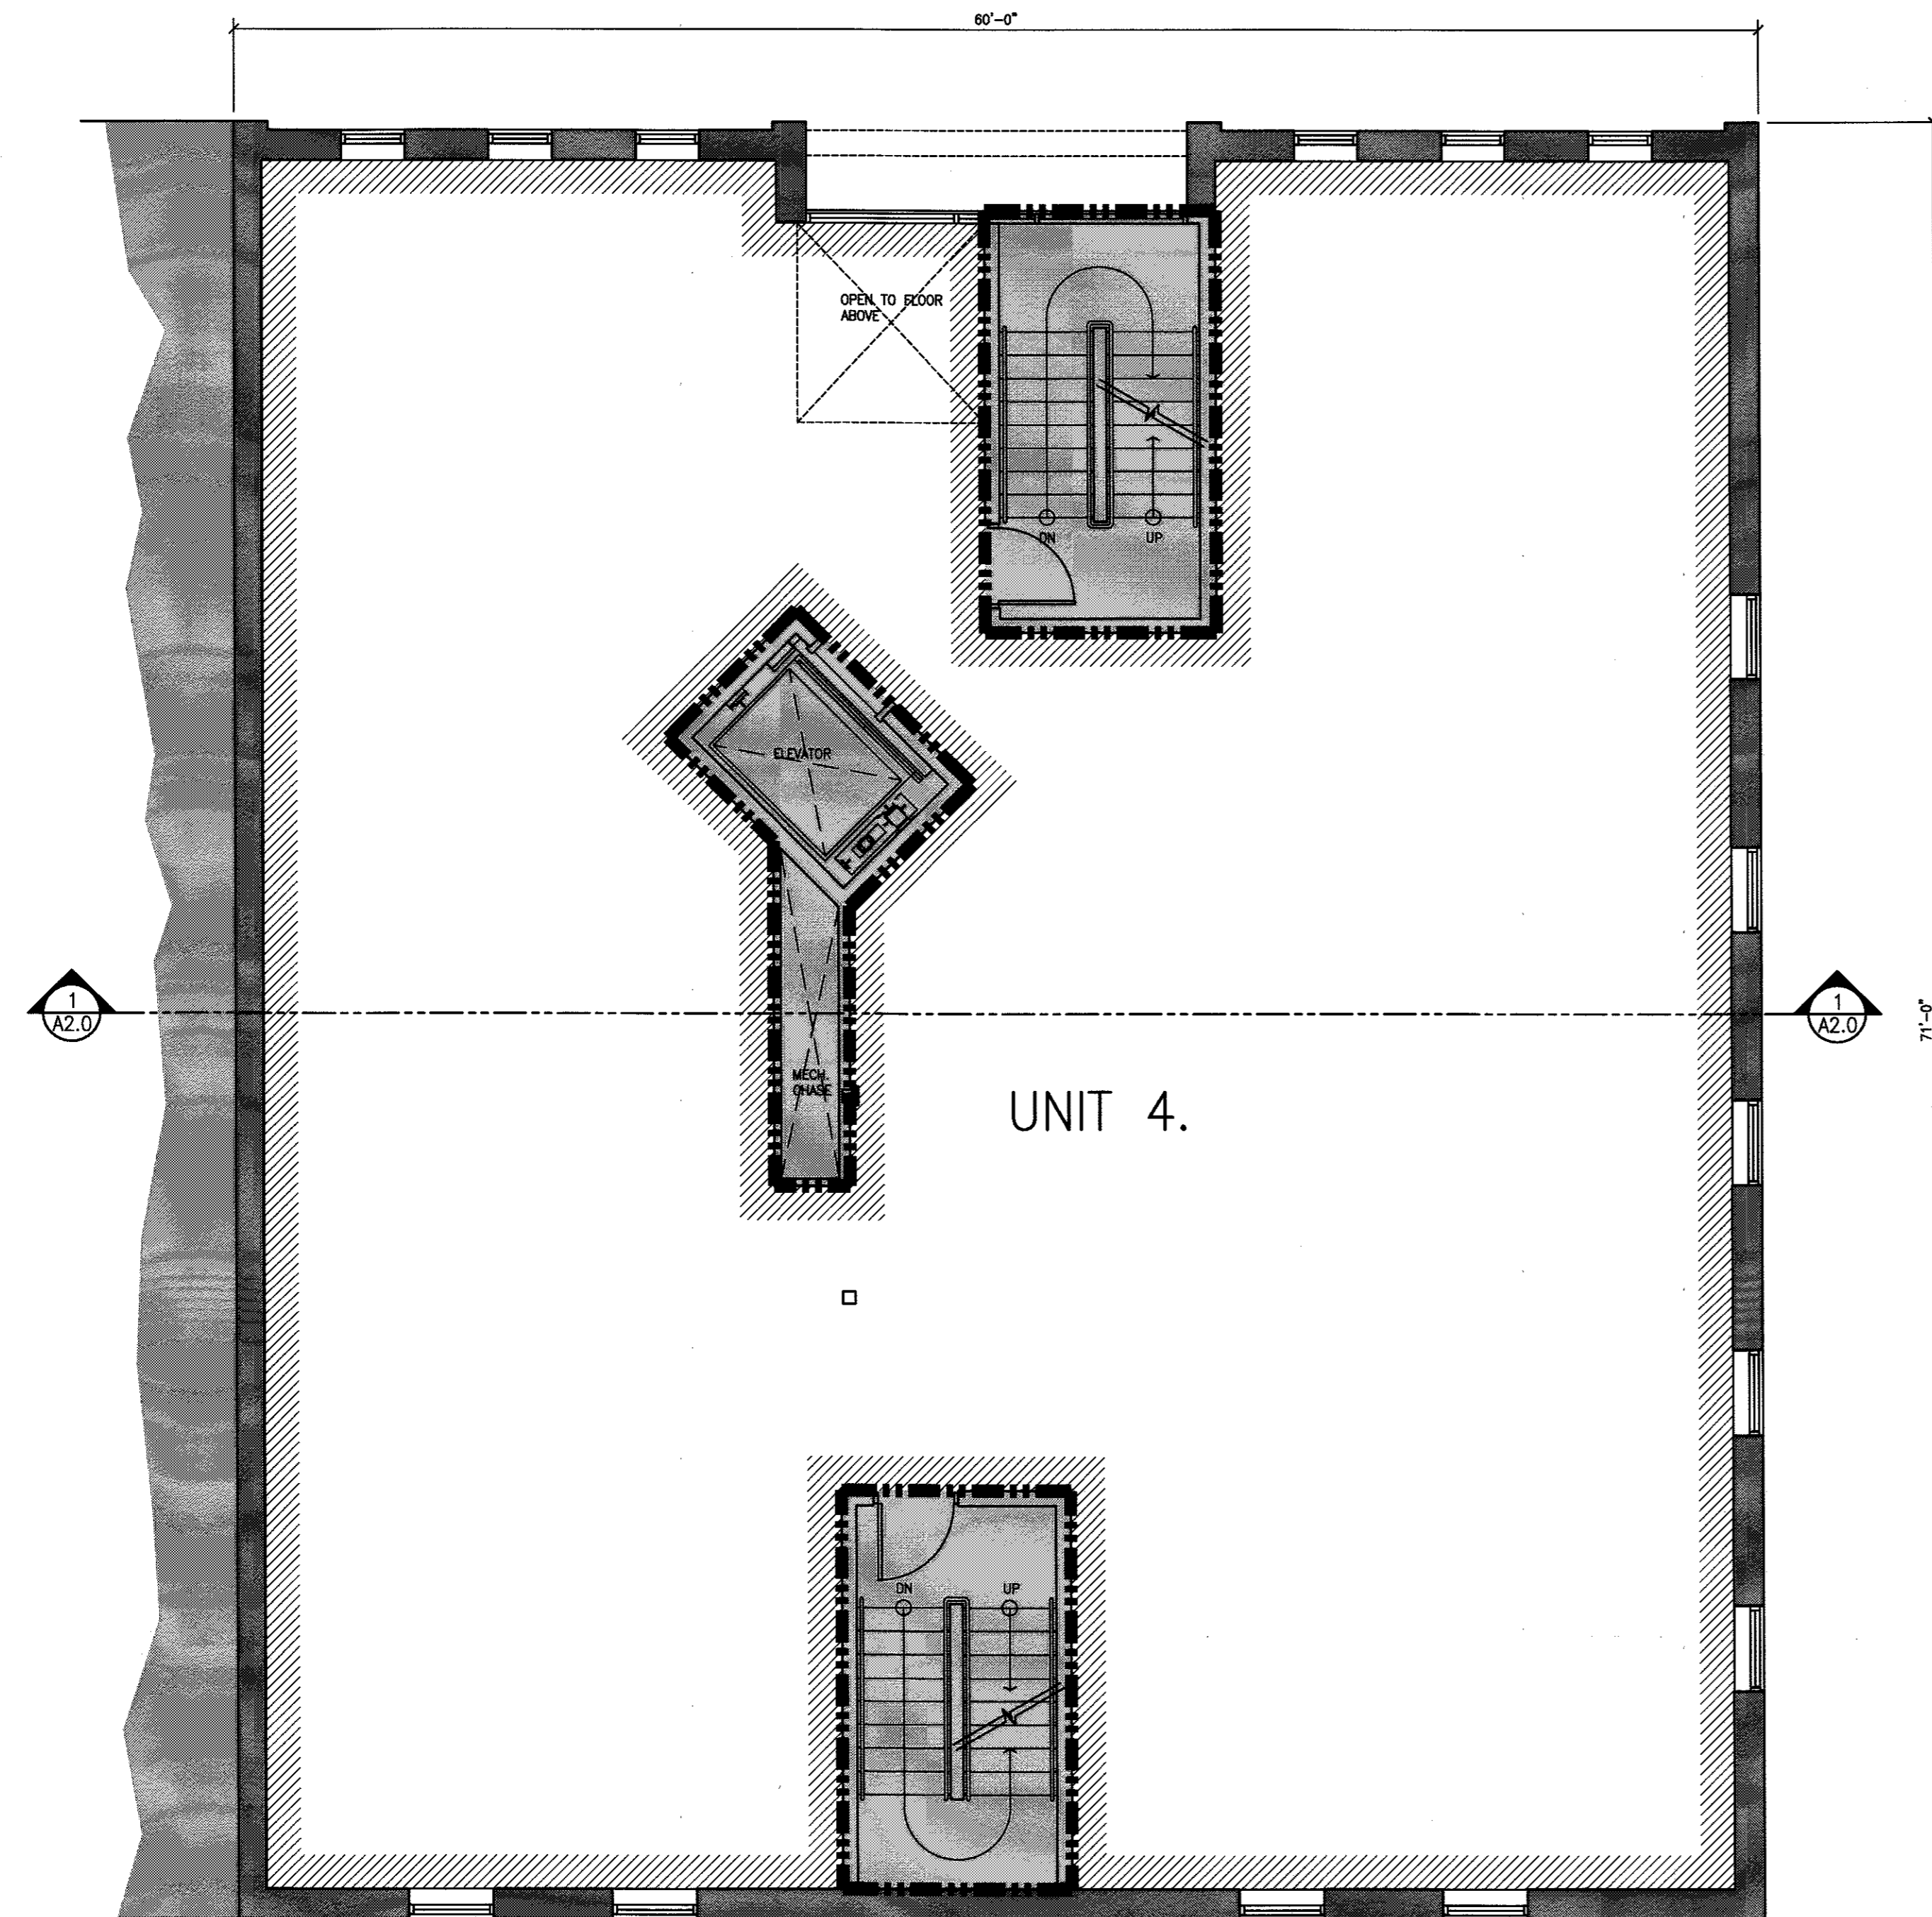 60'-0"
OPEN TO FLOOR
ABOVE
DN
UP
ELEVATOR
1
A2.0
1
A2.0
71'-0"
MECH.
CHASE
UNIT 4.
DN
UP